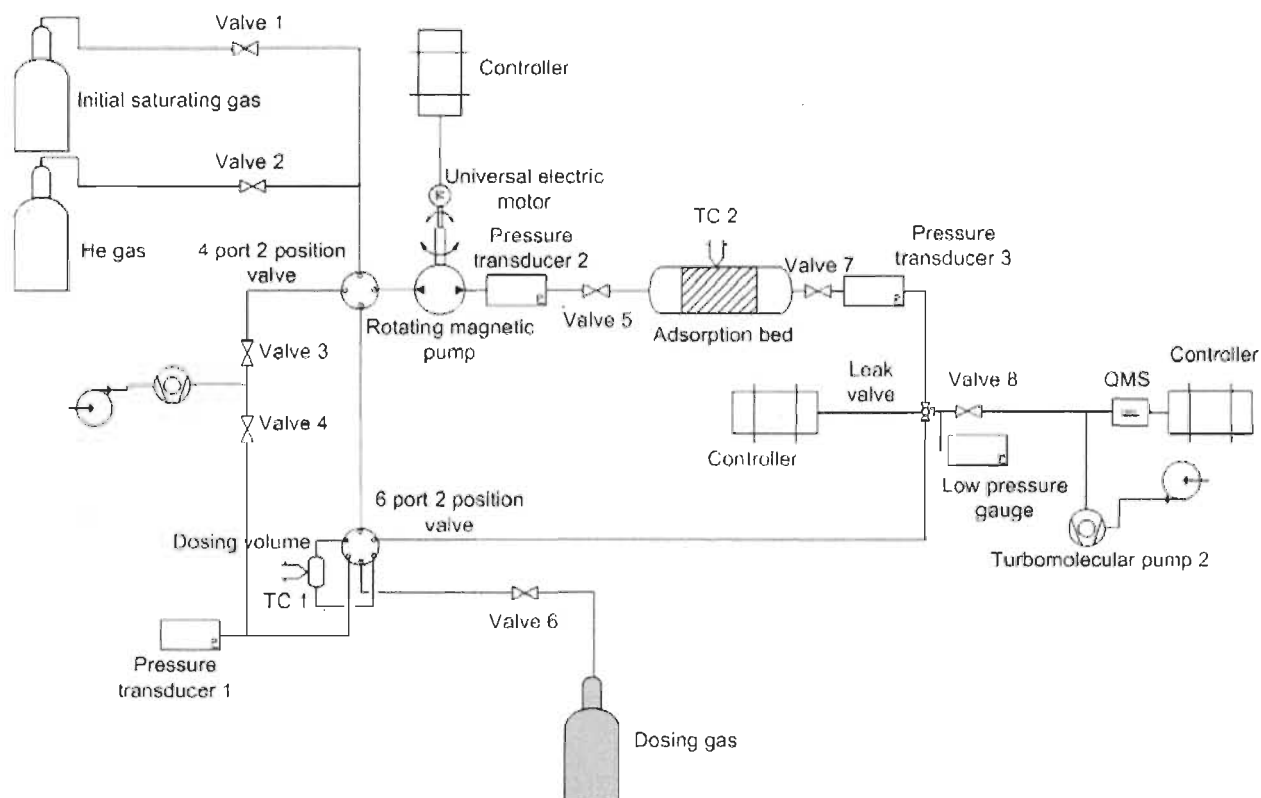 Valve 1
Controller
Initial saturating gas
Valve 2
Universal electric
motor
TC 2
He gas
4 port 2 position
valve
Pressure
transducer 2
Valve 7
Pressure
transducer 3
Rotating magnetic
pump
Valve 5
Adsorption bed
Valve 3
Leak
valve
Valve 8
QMS
Controller
Valve 4
Controller
Low pressure
gauge
6 port 2 position
valve
Dosing volume
Turbomolecular pump 2
TC 1
Valve 6
Pressure
transducer 1
Dosing gas